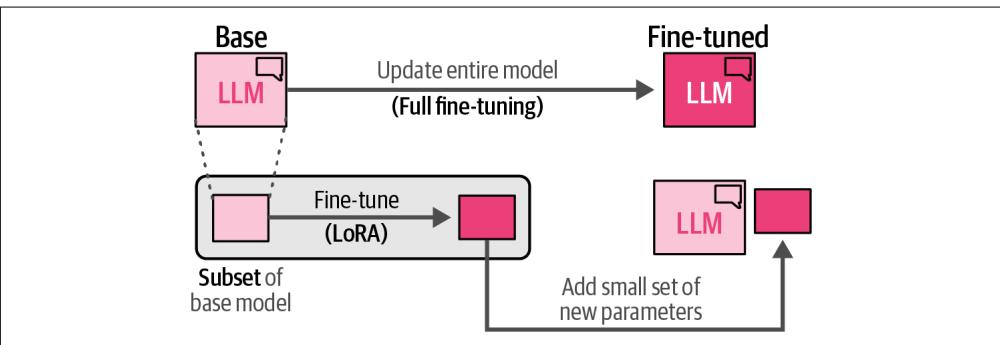 Base
Fine-tuned
LLM
Update entire model
(Full fine-tuning)
LLM
Fine-tune
(LoRA)
Subset of
base model
LLM
Add small set of
new parameters